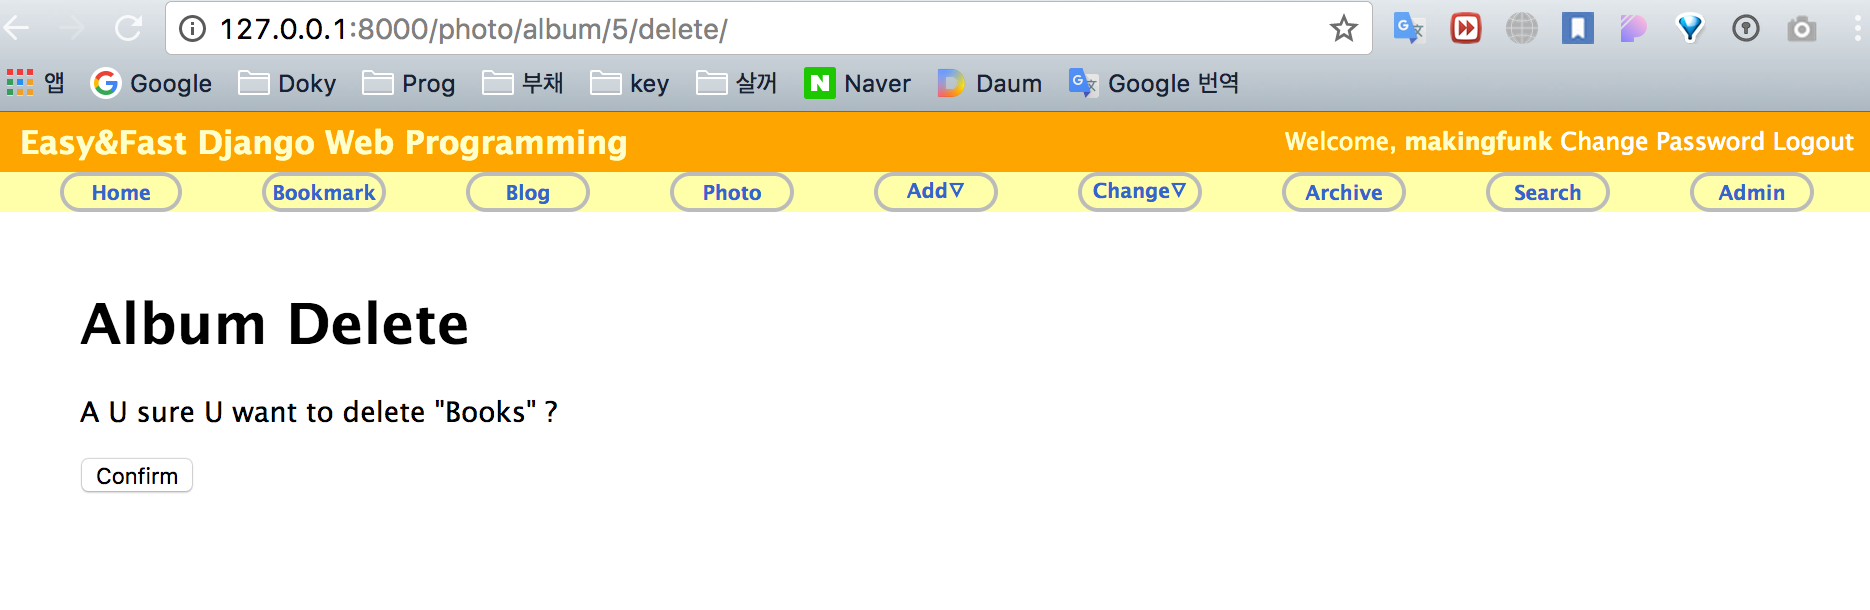 127.0.0.1:8000/photo/album/5/delete/
앱 Google Doky Prog 부채 key 살꺼 Naver Daum Google 번역
Easy&Fast Django Web Programming Welcome, makingfunk Change Password Logout
Home Bookmark Blog Photo Add▽ Change▽ Archive Search Admin
Album Delete
A U sure U want to delete "Books" ?
Confirm